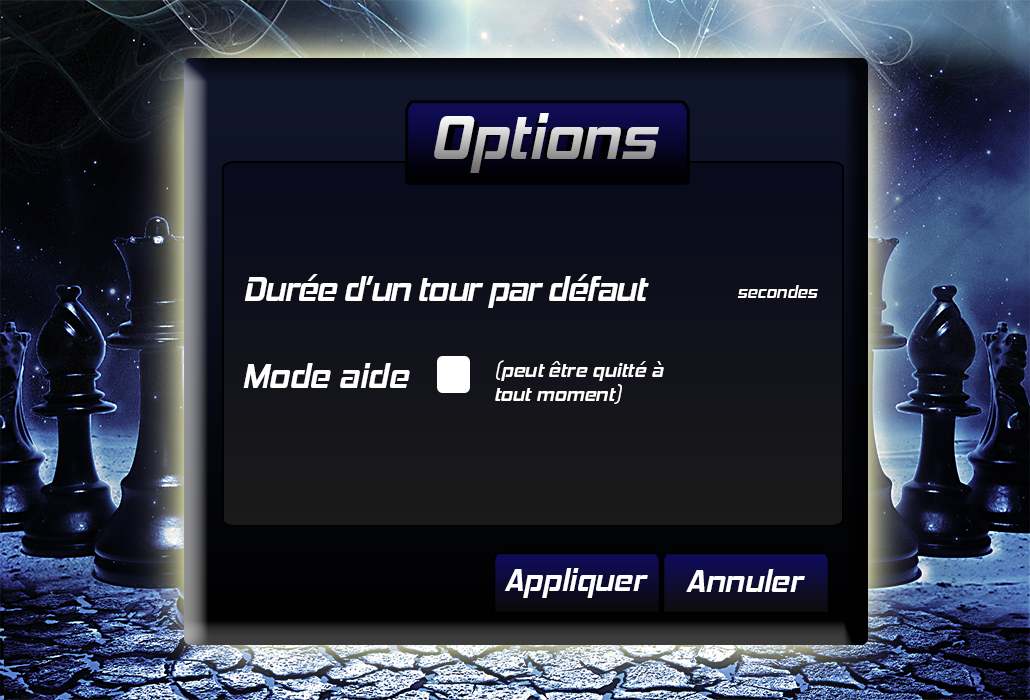 Options
Durée d'un tour par défaut secondes
Mode aide (peut être quitté à
tout moment)
Appliquer Annuler